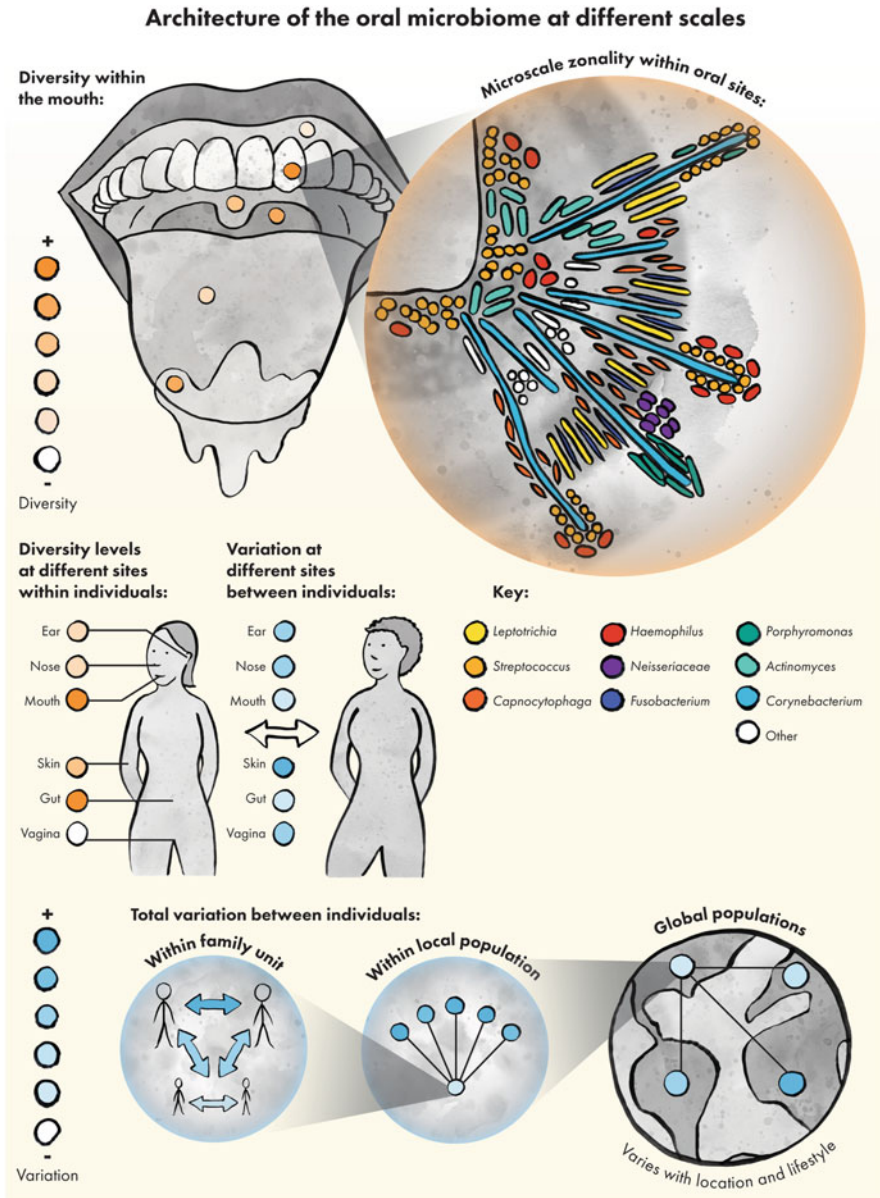 Architecture of the oral microbiome at different scales
Diversity within
the mouth:
Microscale zonality within oral sites:
+
-
Diversity
Diversity levels
at different sites
within individuals:
Ear
Nose
Mouth
Skin
Gut
Vagina
Variation at
different sites
between individuals:
Ear
Nose
Mouth
Skin
Gut
Vagina
Key:
Leptotrichia
Streptococcus
Capnocytophaga
Haemophilus
Neisseriaceae
Fusobacterium
Porphyromonas
Actinomyces
Corynebacterium
Other
+
-
Variation
Total variation between individuals:
Within family unit
Within local population
Global populations
Varies with location and lifestyle